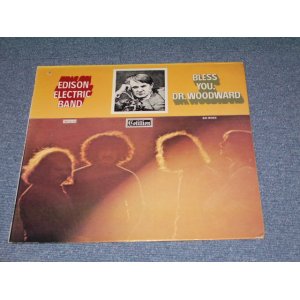 EDISON
ELECTRIC
BAND
BLESS
YOU,
DR. WOODWARD
Cotillion